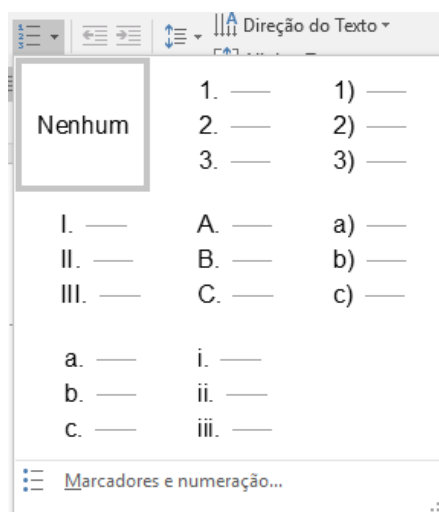 Direção do Texto
Nenhum
1.
2.
3.
1)
2)
3)
I.
II.
III.
A.
B.
C.
a)
b)
c)
a.
b.
c.
i.
ii.
iii.
Marcadores e numeração...